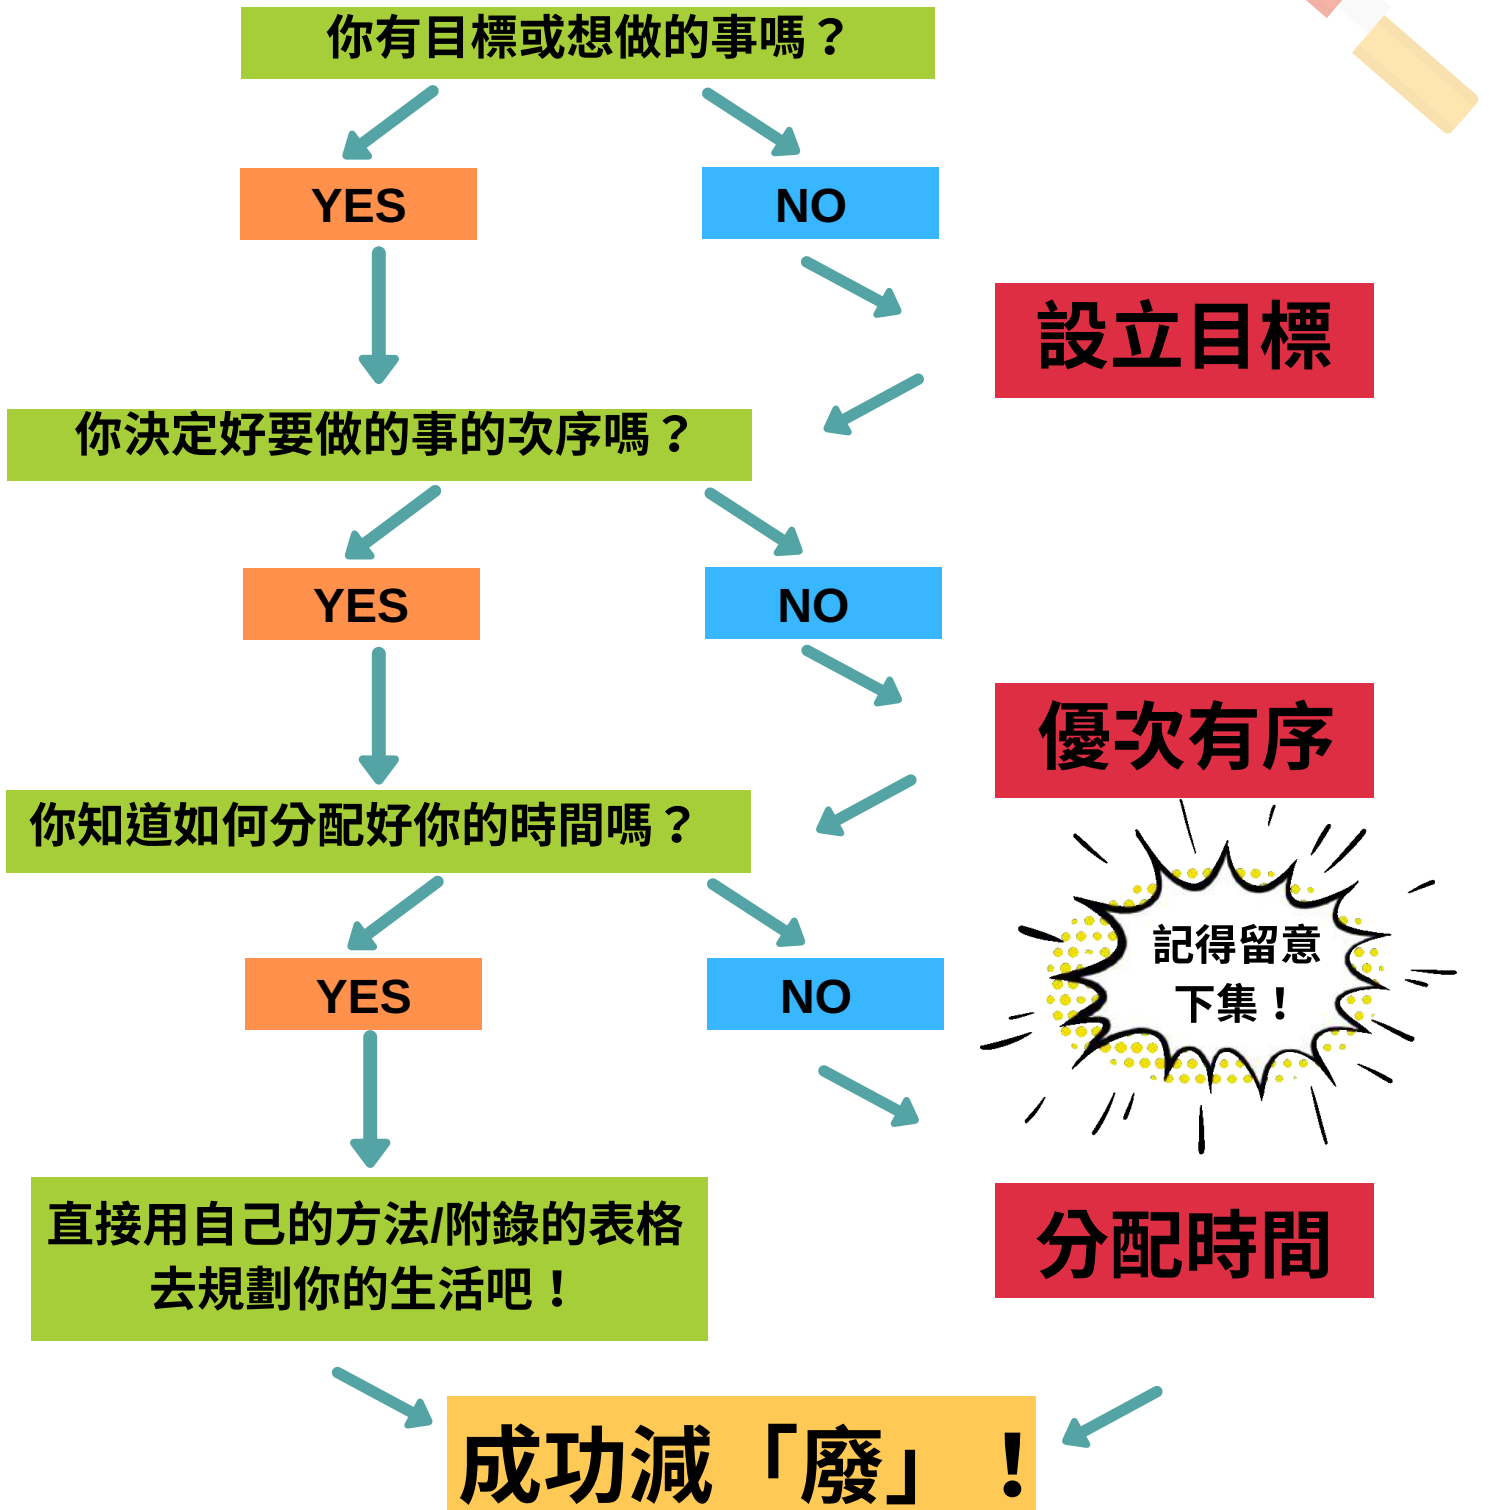 你有目標或想做的事嗎？
YES
NO
設立目標
你決定好要做的事的次序嗎？
YES
NO
優次有序
你知道如何分配好你的時間嗎？
記得留意
下集！
YES
NO
直接用自己的方法/附錄的表格
去規劃你的生活吧！
分配時間
成功減「廢」！